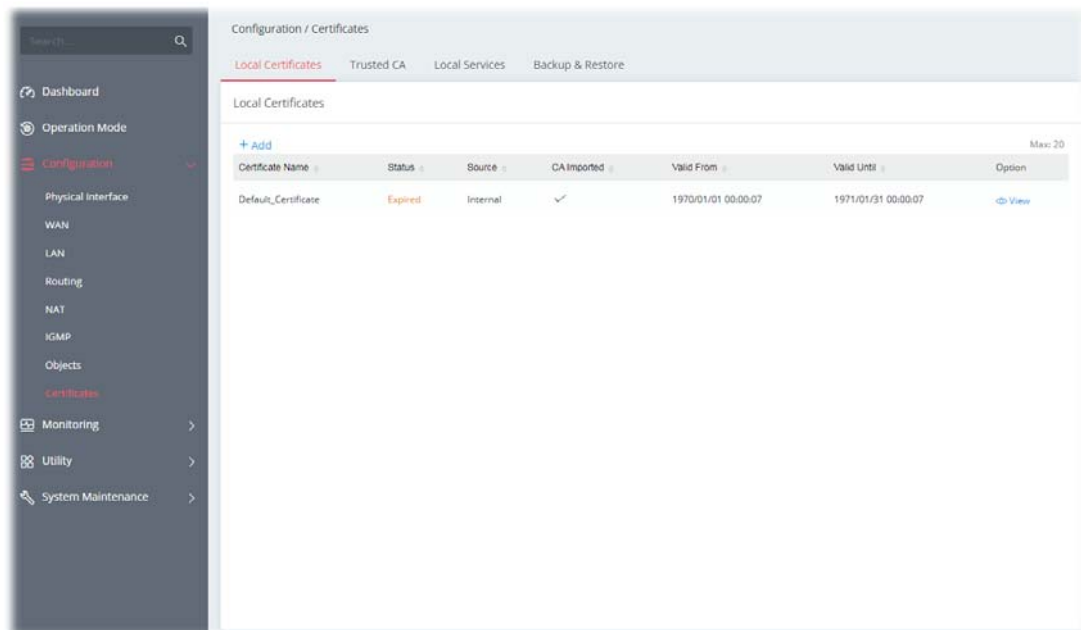 Search...
Configuration / Certificates
Local Certificates Trusted CA Local Services Backup & Restore
Dashboard
Operation Mode
Configuration
Physical Interface
WAN
LAN
Routing
NAT
IGMP
Objects
Certificates
Monitoring
Utility
System Maintenance
Local Certificates
+ Add Max: 20
Certificate Name Status Source CA Imported Valid From Valid Until Option
Default_Certificate Expired Internal ✓ 1970/01/01 00:00:07 1971/01/31 00:00:07 View